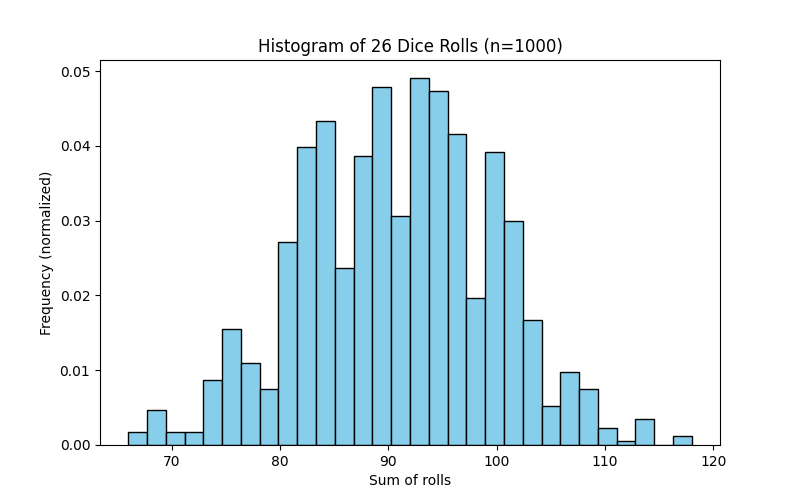 Histogram of 26 Dice Rolls (n=1000)
Frequency (normalized)
0.05
0.04
0.03
0.02
0.01
0.00
70 80 90 100 110 120
Sum of rolls